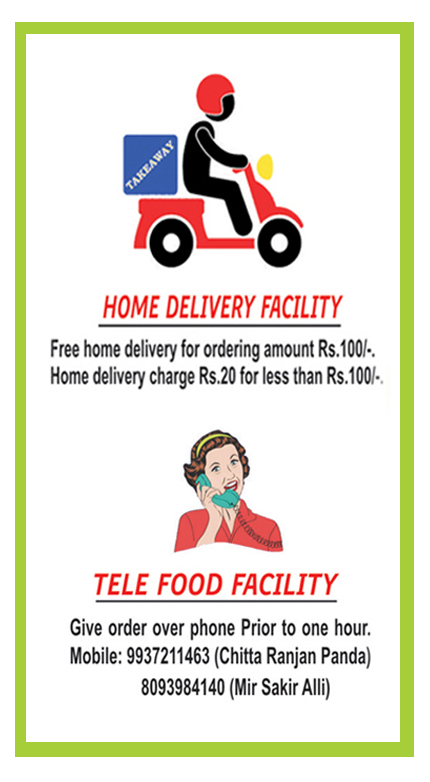 TAKEAWAY
HOME DELIVERY FACILITY
Free home delivery for ordering amount Rs.100/-.
Home delivery charge Rs.20 for less than Rs.100/-.
TELE FOOD FACILITY
Give order over phone Prior to one hour.
Mobile: 9937211463 (Chitta Ranjan Panda)
8093984140 (Mir Sakir Alli)